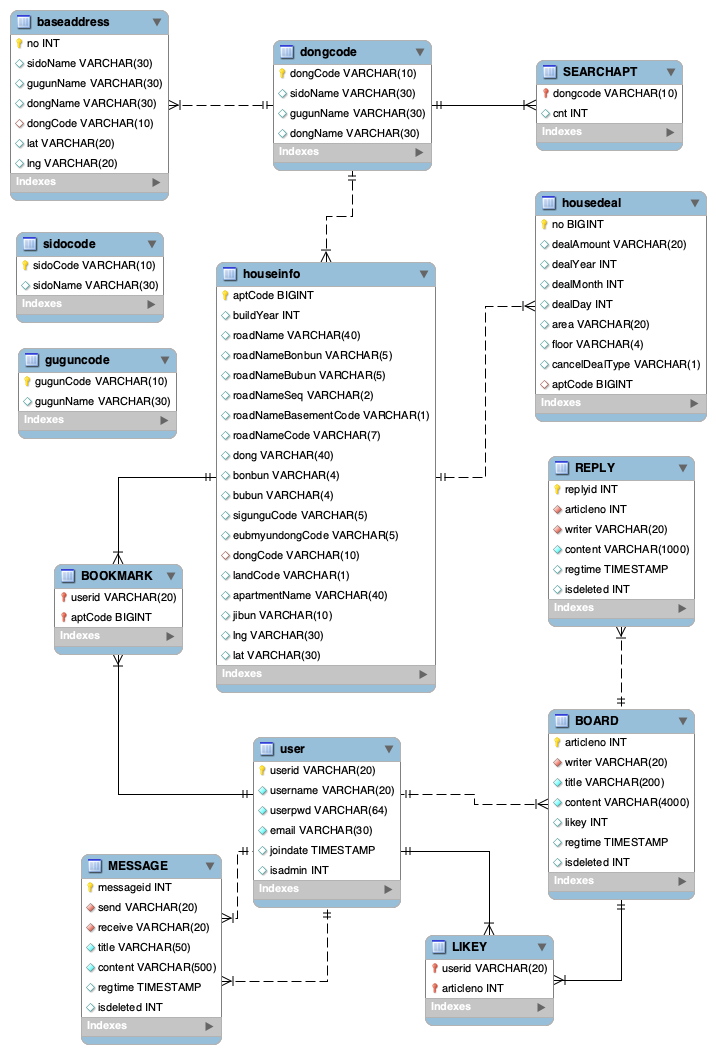 baseaddress
no INT
sidoName VARCHAR(30)
gugunName VARCHAR(30)
dongName VARCHAR(30)
dongCode VARCHAR(10)
lat VARCHAR(20)
lng VARCHAR(20)
Indexes
dongcode
dongCode VARCHAR(10)
sidoName VARCHAR(30)
gugunName VARCHAR(30)
dongName VARCHAR(30)
Indexes
SEARCHAPT
dongcode VARCHAR(10)
cnt INT
Indexes
sidocode
sidoCode VARCHAR(10)
sidoName VARCHAR(30)
Indexes
guguncode
gugunCode VARCHAR(10)
gugunName VARCHAR(30)
Indexes
houseinfo
aptCode BIGINT
buildYear INT
roadName VARCHAR(40)
roadNameBonbun VARCHAR(5)
roadNameBubun VARCHAR(5)
roadNameSeq VARCHAR(2)
roadNameBasementCode VARCHAR(1)
roadNameCode VARCHAR(7)
dong VARCHAR(40)
bonbun VARCHAR(4)
bubun VARCHAR(4)
sigunguCode VARCHAR(5)
eubmyundongCode VARCHAR(5)
dongCode VARCHAR(10)
landCode VARCHAR(1)
apartmentName VARCHAR(40)
jibun VARCHAR(10)
lng VARCHAR(30)
lat VARCHAR(30)
Indexes
housedeal
no BIGINT
dealAmount VARCHAR(20)
dealYear INT
dealMonth INT
dealDay INT
area VARCHAR(20)
floor VARCHAR(4)
cancelDealType VARCHAR(1)
aptCode BIGINT
Indexes
REPLY
replyid INT
articleno INT
writer VARCHAR(20)
content VARCHAR(1000)
regtime TIMESTAMP
isdeleted INT
Indexes
BOOKMARK
userid VARCHAR(20)
aptCode BIGINT
Indexes
user
userid VARCHAR(20)
username VARCHAR(20)
userpwd VARCHAR(64)
email VARCHAR(30)
joindate TIMESTAMP
isadmin INT
Indexes
BOARD
articleno INT
writer VARCHAR(20)
title VARCHAR(200)
content VARCHAR(4000)
likey INT
regtime TIMESTAMP
isdeleted INT
Indexes
MESSAGE
messageid INT
send VARCHAR(20)
receive VARCHAR(20)
title VARCHAR(50)
content VARCHAR(500)
regtime TIMESTAMP
isdeleted INT
Indexes
LIKEY
userid VARCHAR(20)
articleno INT
Indexes